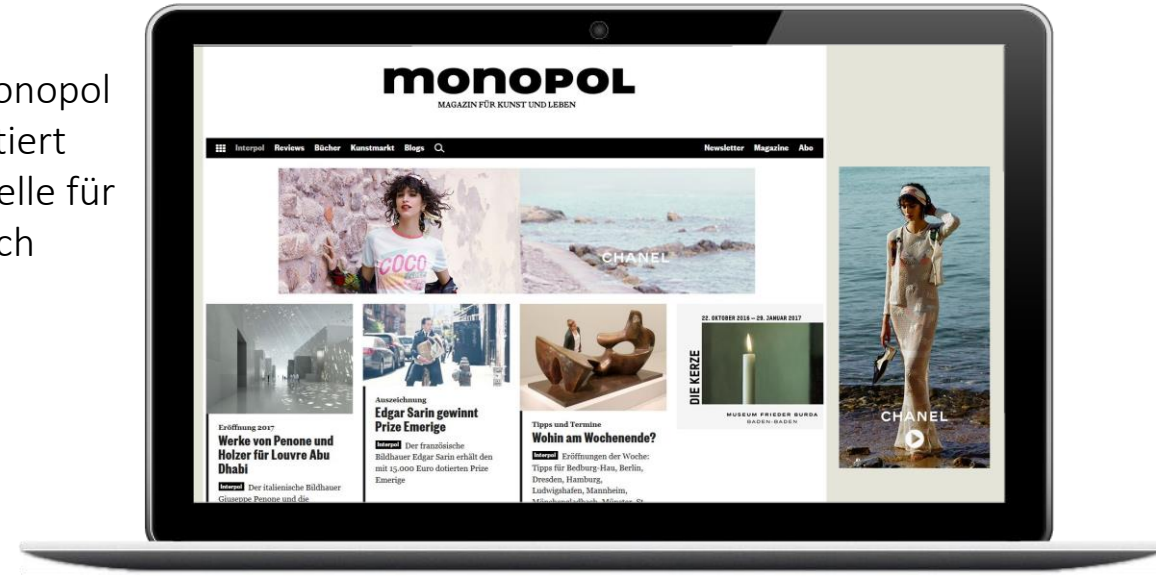 onopol
tiert
elle für
ch
monopol
MAGAZIN FÜR KUNST UND LEBEN
Interpol Reviews Bücher Kunstmarkt Blogs Newsletter Magazine Abo
COCO
CHANEL
Eröffnung 2017
Werke von Penone und
Holzer für Louvre Abu
Dhabi
Interpol Der italienische Bildhauer
Giuseppe Penone und die
Auszeichnung
Edgar Sarin gewinnt
Prize Emerige
Interpol Der französische
Bildhauer Edgar Sarin erhält den
mit 15.000 Euro dotierten Prize
Emerige
Tipps und Termine
Wohin am Wochenende?
Interpol Eröffnungen der Woche:
Tipps für Bedburg-Hau, Berlin,
Dresden, Hamburg,
Ludwigshafen, Mannheim,
Mönchengladbach, Münster, St.
22. OKTOBER 2016 – 29. JANUAR 2017
DIE KERZE
MUSEUM FRIEDER BURDA
BADEN-BADEN
CHANEL